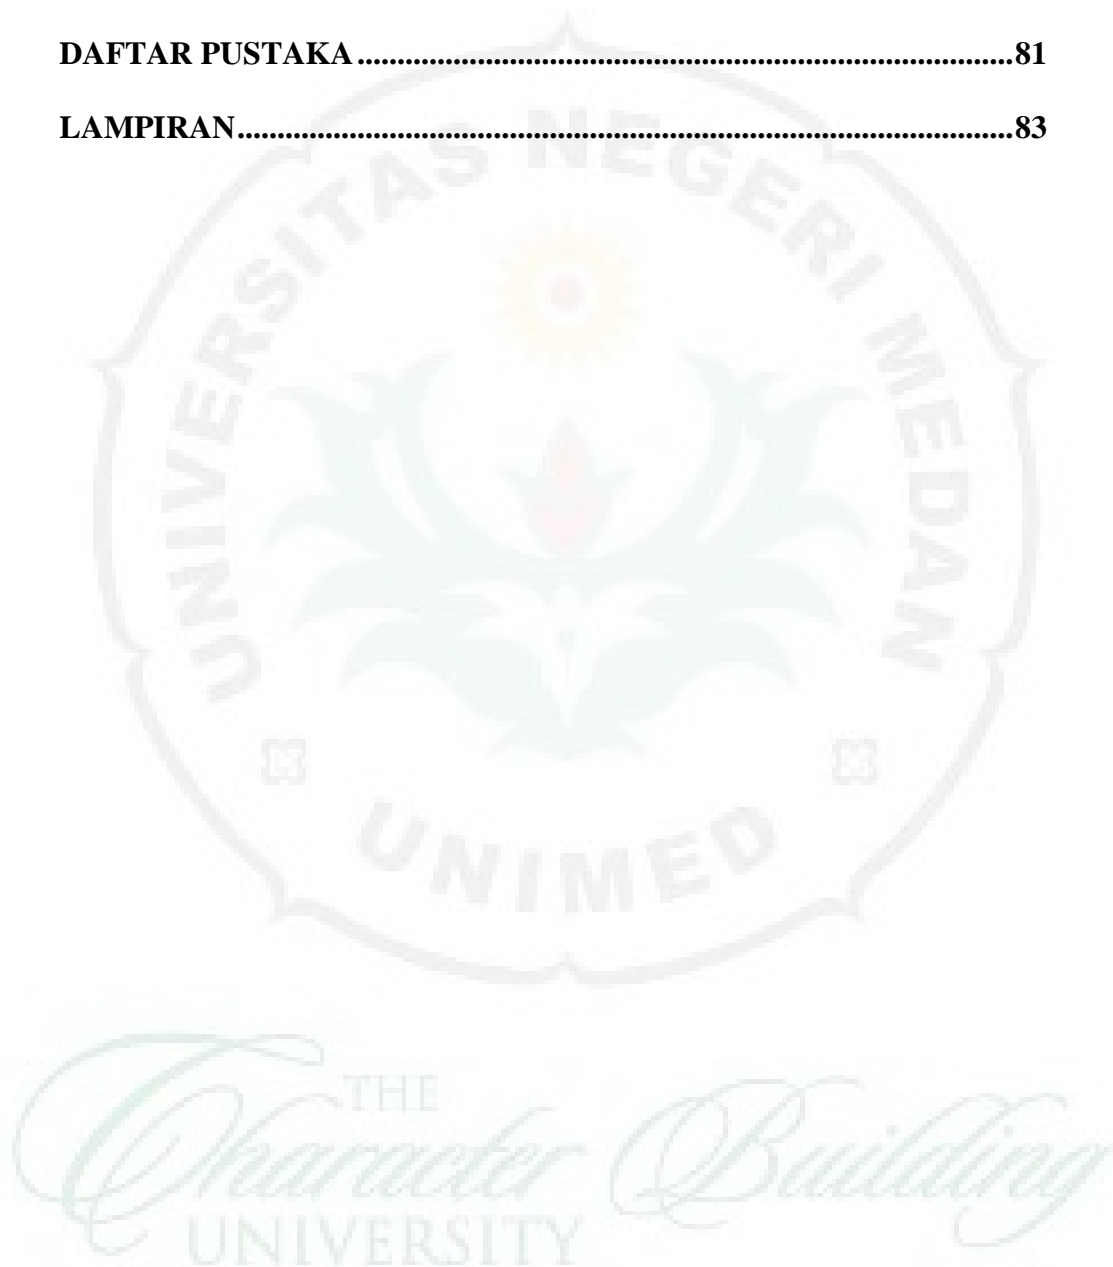 DAFTAR PUSTAKA ................................................................................ 81
LAMPIRAN ................................................................................ 83
UNIVERSITAS NEGERI MEDAN
UNIMED
THE
Character Building
UNIVERSITY